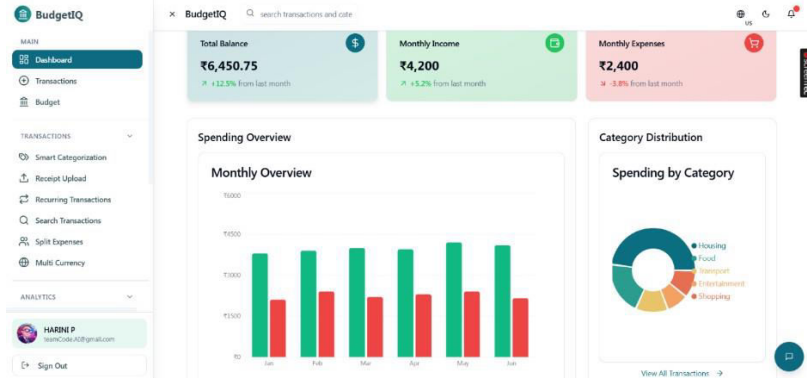 BudgetIQ
MAIN
Dashboard
Transactions
Budget
TRANSACTIONS
Smart Categorization
Receipt Upload
Recurring Transactions
Search Transactions
Split Expenses
Multi Currency
ANALYTICS
HARINI P
Sign Out
× BudgetIQ
search transactions and cate
US
Total Balance
$
₹6,450.75
+12.5% from last month
Monthly Income
₹4,200
+5.2% from last month
Monthly Expenses
₹2,400
-3.8% from last month
Spending Overview
Monthly Overview
₹6000
₹4500
₹3000
₹1500
₹0
Jan
Feb
Mar
Apr
May
Jun
Category Distribution
Spending by Category
Housing
Food
Transport
Entertainment
Shopping
View All Transactions →